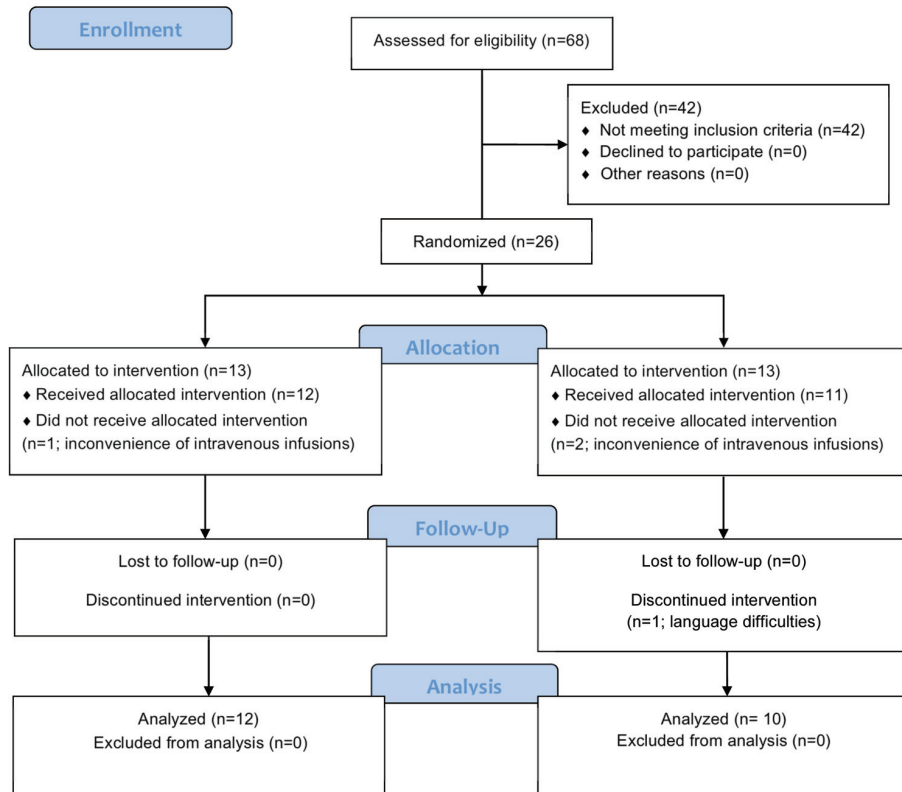 Enrollment
Assessed for eligibility (n=68)
Excluded (n=42)
♦ Not meeting inclusion criteria (n=42)
♦ Declined to participate (n=0)
♦ Other reasons (n=0)
Randomized (n=26)
Allocation
Allocated to intervention (n=13)
♦ Received allocated intervention (n=12)
♦ Did not receive allocated intervention
(n=1; inconvenience of intravenous infusions)
Allocated to intervention (n=13)
♦ Received allocated intervention (n=11)
♦ Did not receive allocated intervention
(n=2; inconvenience of intravenous infusions)
Follow-Up
Lost to follow-up (n=0)
Discontinued intervention (n=0)
Lost to follow-up (n=0)
Discontinued intervention
(n=1; language difficulties)
Analysis
Analyzed (n=12)
Excluded from analysis (n=0)
Analyzed (n= 10)
Excluded from analysis (n=0)